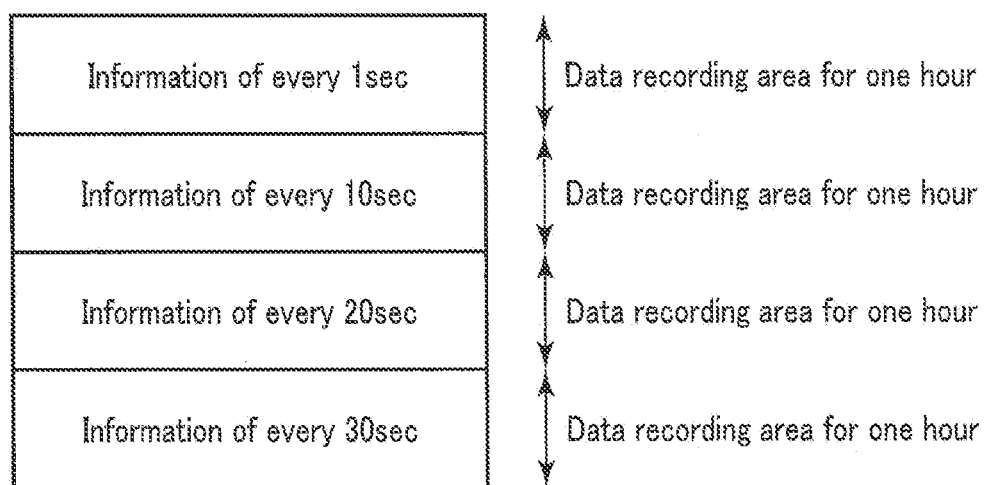 Information of every 1sec
Data recording area for one hour
Information of every 10sec
Data recording area for one hour
Information of every 20sec
Data recording area for one hour
Information of every 30sec
Data recording area for one hour